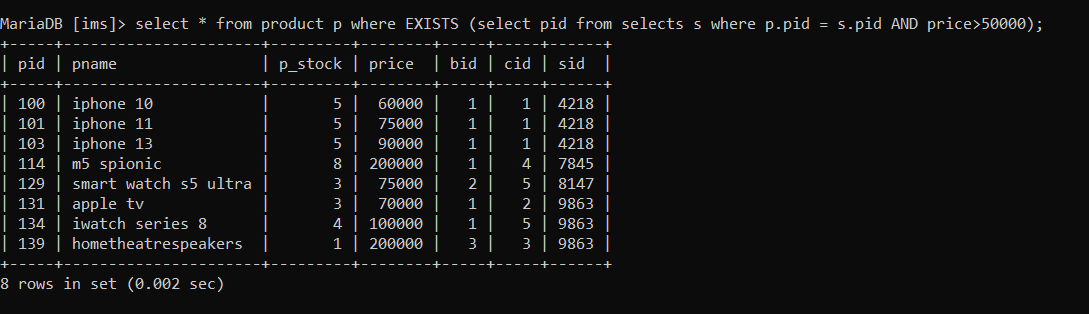 MariaDB [ims]> select * from product p where EXISTS (select pid from selects s where p.pid = s.pid AND price>50000);
+-----+----------------------+---------+--------+-----+-----+------+
| pid | pname                | p_stock | price  | bid | cid | sid  |
+-----+----------------------+---------+--------+-----+-----+------+
| 100 | iphone 10            |       5 |  60000 |   1 |   1 | 4218 |
| 101 | iphone 11            |       5 |  75000 |   1 |   1 | 4218 |
| 103 | iphone 13            |       5 |  90000 |   1 |   1 | 4218 |
| 114 | m5 spionic           |       8 | 200000 |   1 |   4 | 7845 |
| 129 | smart watch s5 ultra |       3 |  75000 |   2 |   5 | 8147 |
| 131 | apple tv             |       3 |  70000 |   1 |   2 | 9863 |
| 134 | iwatch series 8      |       4 | 100000 |   1 |   5 | 9863 |
| 139 | hometheatrespeakers  |       1 | 200000 |   3 |   3 | 9863 |
+-----+----------------------+---------+--------+-----+-----+------+
8 rows in set (0.002 sec)